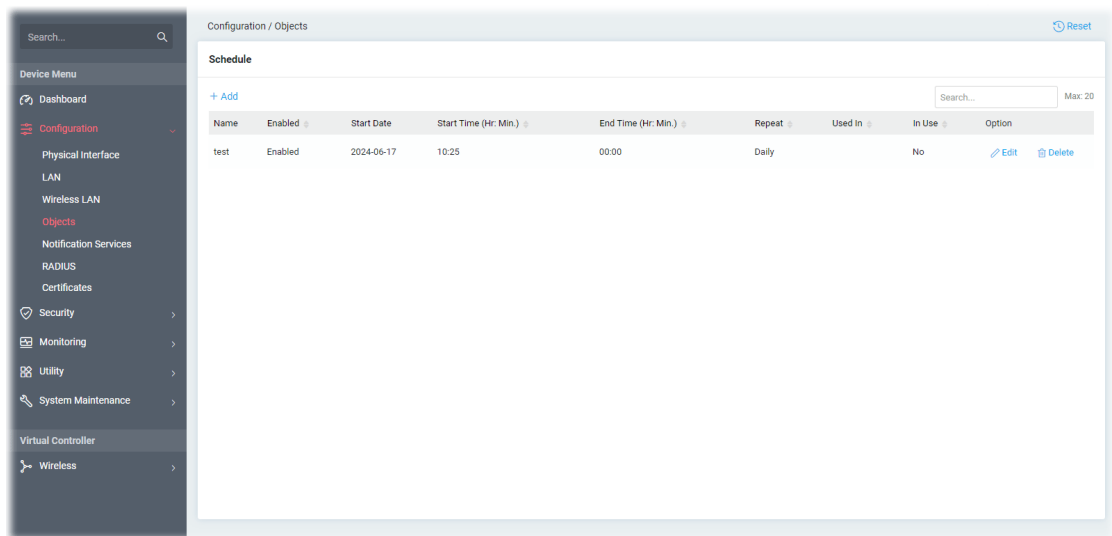 Search...
Device Menu
Dashboard
Configuration
Physical Interface
LAN
Wireless LAN
Objects
Notification Services
RADIUS
Certificates
Security
Monitoring
Utility
System Maintenance
Virtual Controller
Wireless
Configuration / Objects
Reset
Schedule
+ Add
Search...
Max: 20
Name Enabled Start Date Start Time (Hr: Min.) End Time (Hr: Min.) Repeat Used In In Use Option
test Enabled 2024-06-17 10:25 00:00 Daily No Edit Delete